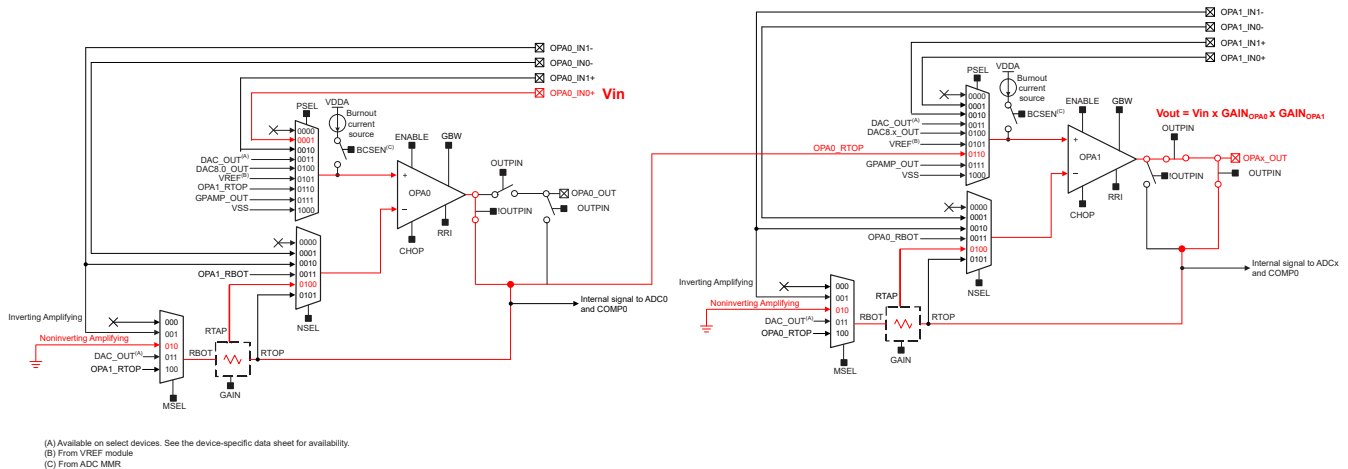 OPA0_IN1-
OPA0_IN0-
OPA0_IN1+
OPA0_IN0+ Vin
PSEL
VDDA
Burnout
current
source
BCSEN(C)
0000
0001
0010
0011
0100
0101
0110
0111
1000
DAC_OUT(A)
DAC8.0_OUT
VREF(B)
OPA1_RTOP
GPAMP_OUT
VSS
ENABLE
GBW
+
OPA0
−
CHOP
RRI
OUTPIN
!OUTPIN
OPA0_OUT
OUTPIN
0000
0001
0010
0011
0100
0101
OPA1_RBOT
NSEL
Internal signal to ADC0
and COMP0
Inverting Amplifying
Noninverting Amplifying
DAC_OUT(A)
OPA1_RTOP
000
001
010
011
100
MSEL
RBOT
RTAP
RTOP
GAIN
OPA1_IN1-
OPA1_IN0-
OPA1_IN1+
OPA1_IN0+
PSEL
VDDA
Burnout
current
source
BCSEN(C)
0000
0001
0010
0011
0100
0101
0110
0111
1000
DAC_OUT(A)
DAC8.x_OUT
VREF(B)
OPA0_RTOP
GPAMP_OUT
VSS
ENABLE
GBW
Vout = Vin x GAINOPA0 x GAINOPA1
+
OPA1
−
CHOP
RRI
OUTPIN
!OUTPIN
OPAx_OUT
OUTPIN
0000
0001
0010
0011
0100
0101
OPA0_RBOT
NSEL
Internal signal to ADCx
and COMP0
Inverting Amplifying
Noninverting Amplifying
DAC_OUT(A)
OPA0_RTOP
000
001
010
011
100
MSEL
RBOT
RTAP
RTOP
GAIN
(A) Available on select devices. See the device-specific data sheet for availability.
(B) From VREF module
(C) From ADC MMR